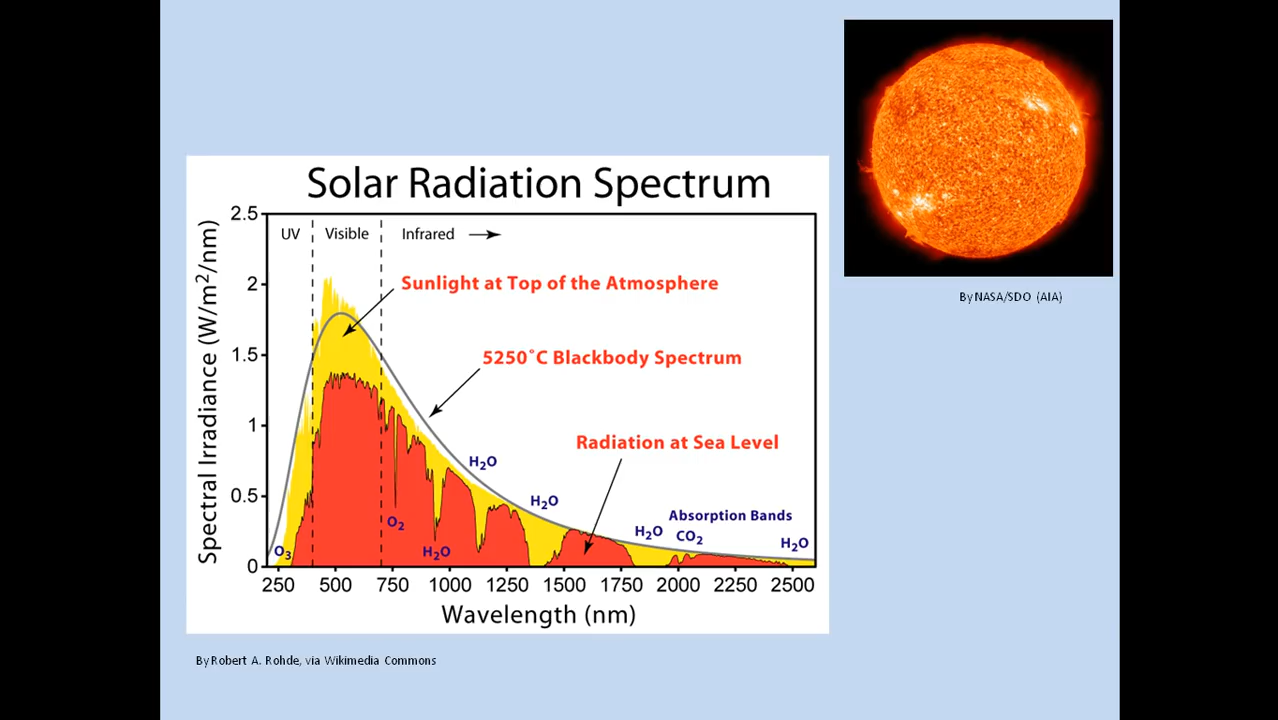 Solar Radiation Spectrum
UV Visible Infrared
Sunlight at Top of the Atmosphere
5250°C Blackbody Spectrum
Radiation at Sea Level
H₂O
H₂O
H₂O
Absorption Bands
CO₂
H₂O
O₂
O₃
H₂O
Spectral Irradiance (W/m²/nm)
2.5
2
1.5
1
0.5
0
250 500 750 1000 1250 1500 1750 2000 2250 2500
Wavelength (nm)
By NASA/SDO (AIA)
By Robert A. Rohde, via Wikimedia Commons